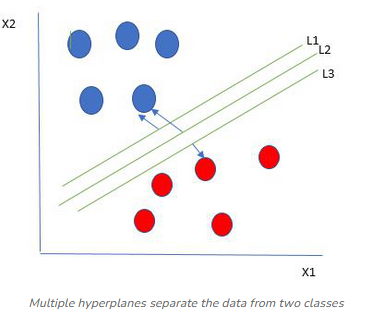 X2
L1
L2
L3
X1
Multiple hyperplanes separate the data from two classes